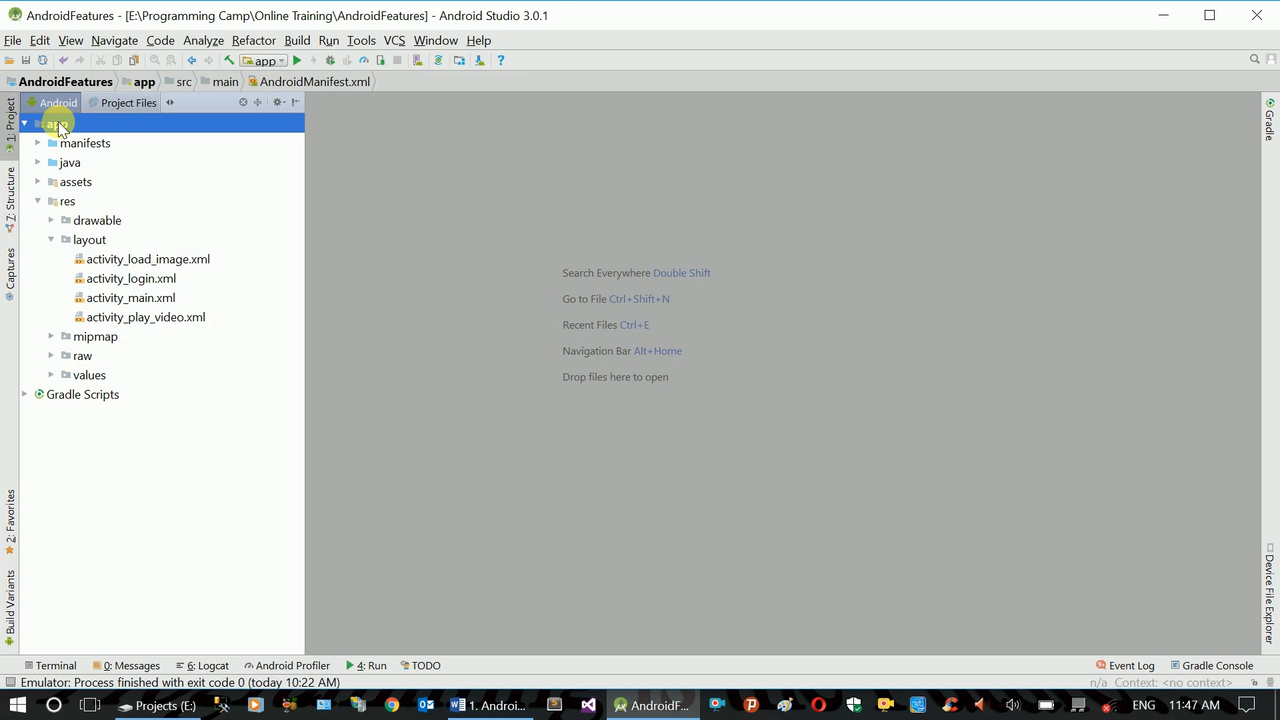 AndroidFeatures - [E:\Programming Camp\Online Training\AndroidFeatures] - Android Studio 3.0.1
File Edit View Navigate Code Analyze Refactor Build Run Tools VCS Window Help
app
AndroidFeatures app src main AndroidManifest.xml
1: Project
Android Project Files
Gradle
app
manifests
java
7: Structure
assets
res
drawable
layout
Captures
activity_load_image.xml
activity_login.xml
activity_main.xml
activity_play_video.xml
mipmap
raw
values
Gradle Scripts
Search Everywhere Double Shift
Go to File Ctrl+Shift+N
Recent Files Ctrl+E
Navigation Bar Alt+Home
Drop files here to open
2: Favorites
Build Variants
Device File Explorer
Terminal 0: Messages 6: Logcat Android Profiler 4: Run TODO Event Log Gradle Console
Emulator: Process finished with exit code 0 (today 10:22 AM) n/a Context: <no context>
Projects (E:) 1. Androi... AndroidF... ENG 11:47 AM